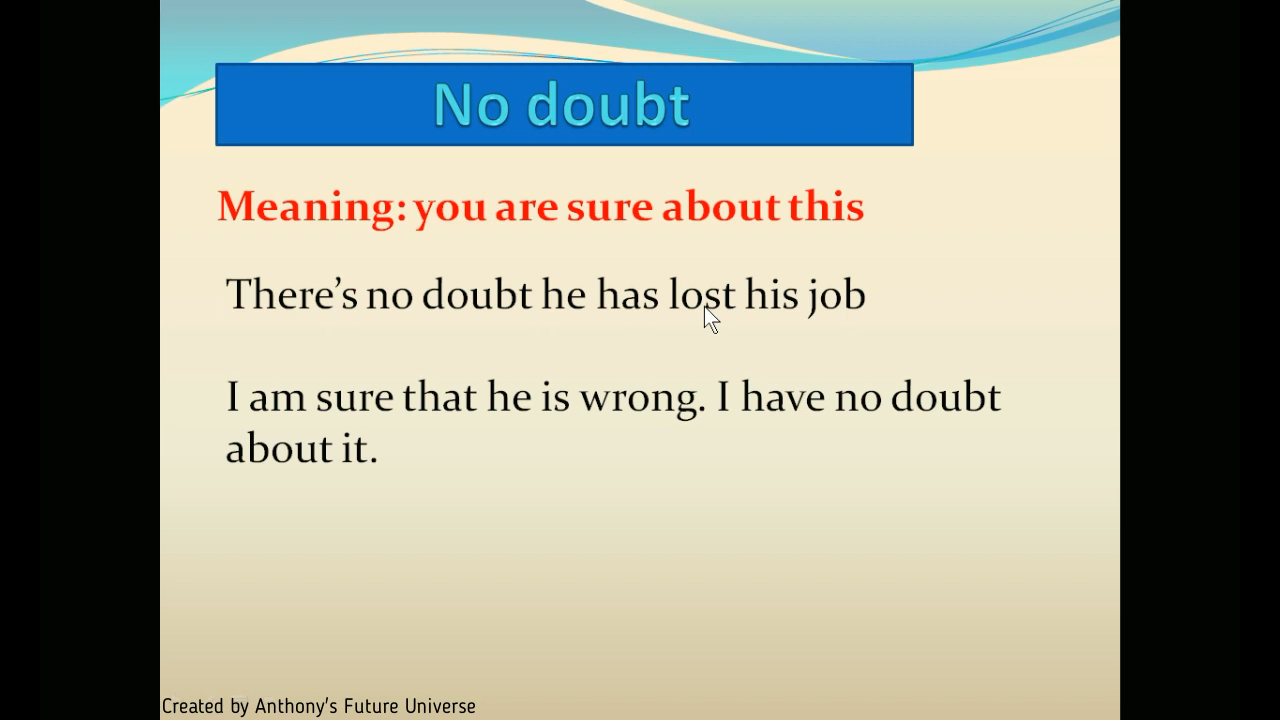 No doubt
Meaning: you are sure about this
There’s no doubt he has lost his job
I am sure that he is wrong. I have no doubt
about it.
Created by Anthony's Future Universe